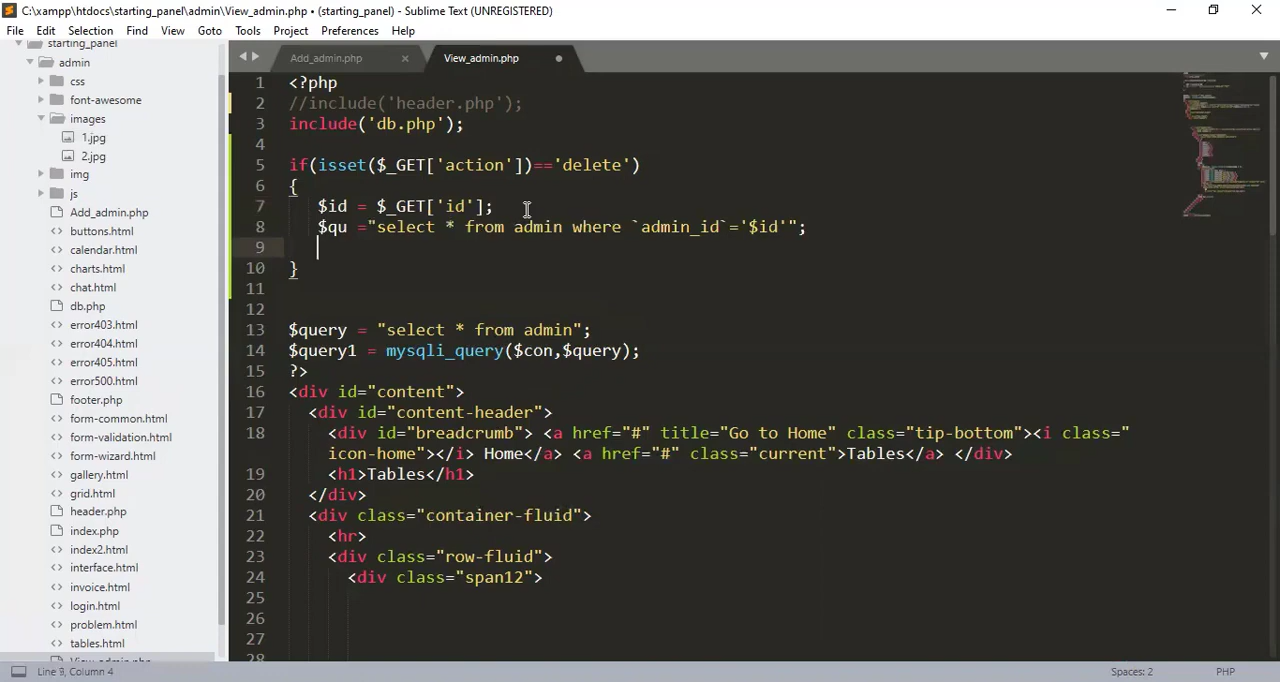 C:\xampp\htdocs\starting_panel\admin\View_admin.php • (starting_panel) - Sublime Text (UNREGISTERED)
File Edit Selection Find View Goto Tools Project Preferences Help
starting_panel
admin
css
font-awesome
images
1.jpg
2.jpg
img
js
Add_admin.php
buttons.html
calendar.html
charts.html
chat.html
db.php
error403.html
error404.html
error405.html
error500.html
footer.php
form-common.html
form-validation.html
form-wizard.html
gallery.html
grid.html
header.php
index.php
index2.html
interface.html
invoice.html
login.html
problem.html
tables.html
View_admin.php
Add_admin.php × View_admin.php
1 <?php
2 //include('header.php');
3 include('db.php');
4
5 if(isset($_GET['action'])=='delete')
6 {
7 $id = $_GET['id'];
8 $qu ="select * from admin where `admin_id`='$id'";
9
10 }
11
12
13 $query = "select * from admin";
14 $query1 = mysqli_query($con,$query);
15 ?>
16 <div id="content">
17 <div id="content-header">
18 <div id="breadcrumb"> <a href="#" title="Go to Home" class="tip-bottom"><i class="
icon-home"></i> Home</a> <a href="#" class="current">Tables</a> </div>
19 <h1>Tables</h1>
20 </div>
21 <div class="container-fluid">
22 <hr>
23 <div class="row-fluid">
24 <div class="span12">
25
26
27
28
Line 9, Column 4 Spaces: 2 PHP